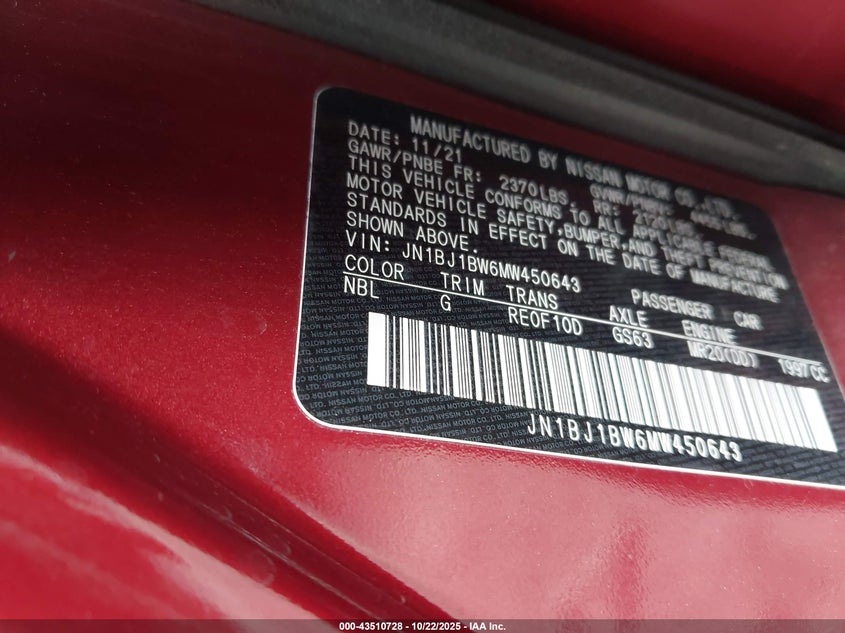 MANUFACTURED BY NISSAN MOTOR CO.,LTD.
DATE: 11/21
GAWR/PNBE FR: 2370LBS. RR:
THIS VEHICLE CONFORMS TO ALL APPLICABLE FEDERAL
MOTOR VEHICLE SAFETY,BUMPER,AND THEFT PREVENTION
STANDARDS IN EFFECT ON THE DATE OF MANUFACTURE
SHOWN ABOVE.
VIN: JN1BJ1BW6MW450643 PASSENGER CAR
COLOR TRIM TRANS AXLE ENGINE
NBL G RE0F10D GS63 MR20(DD) 1997CC
JN1BJ1BW6MW450643
000-43510728 - 10/22/2025 - IAA Inc.